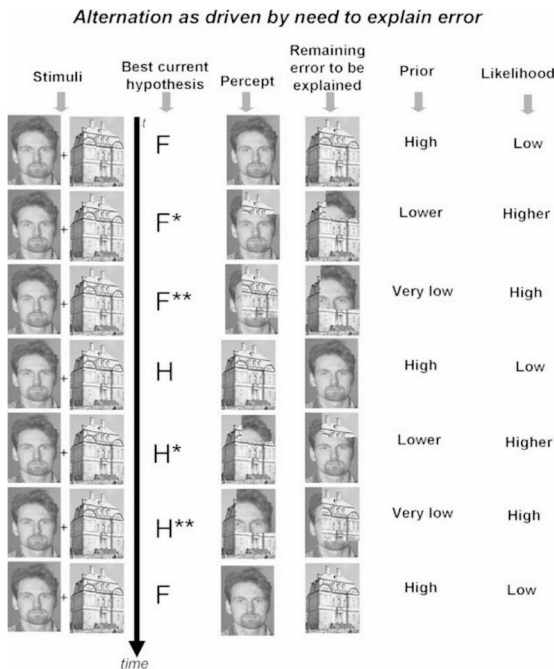 Alternation as driven by need to explain error
Stimuli
Best current
hypothesis
Percept
Remaining
error to be
explained
Prior
Likelihood
t
+
F
High
Low
+
F*
Lower
Higher
+
F**
Very low
High
+
H
High
Low
+
H*
Lower
Higher
+
H**
Very low
High
+
F
High
Low
time